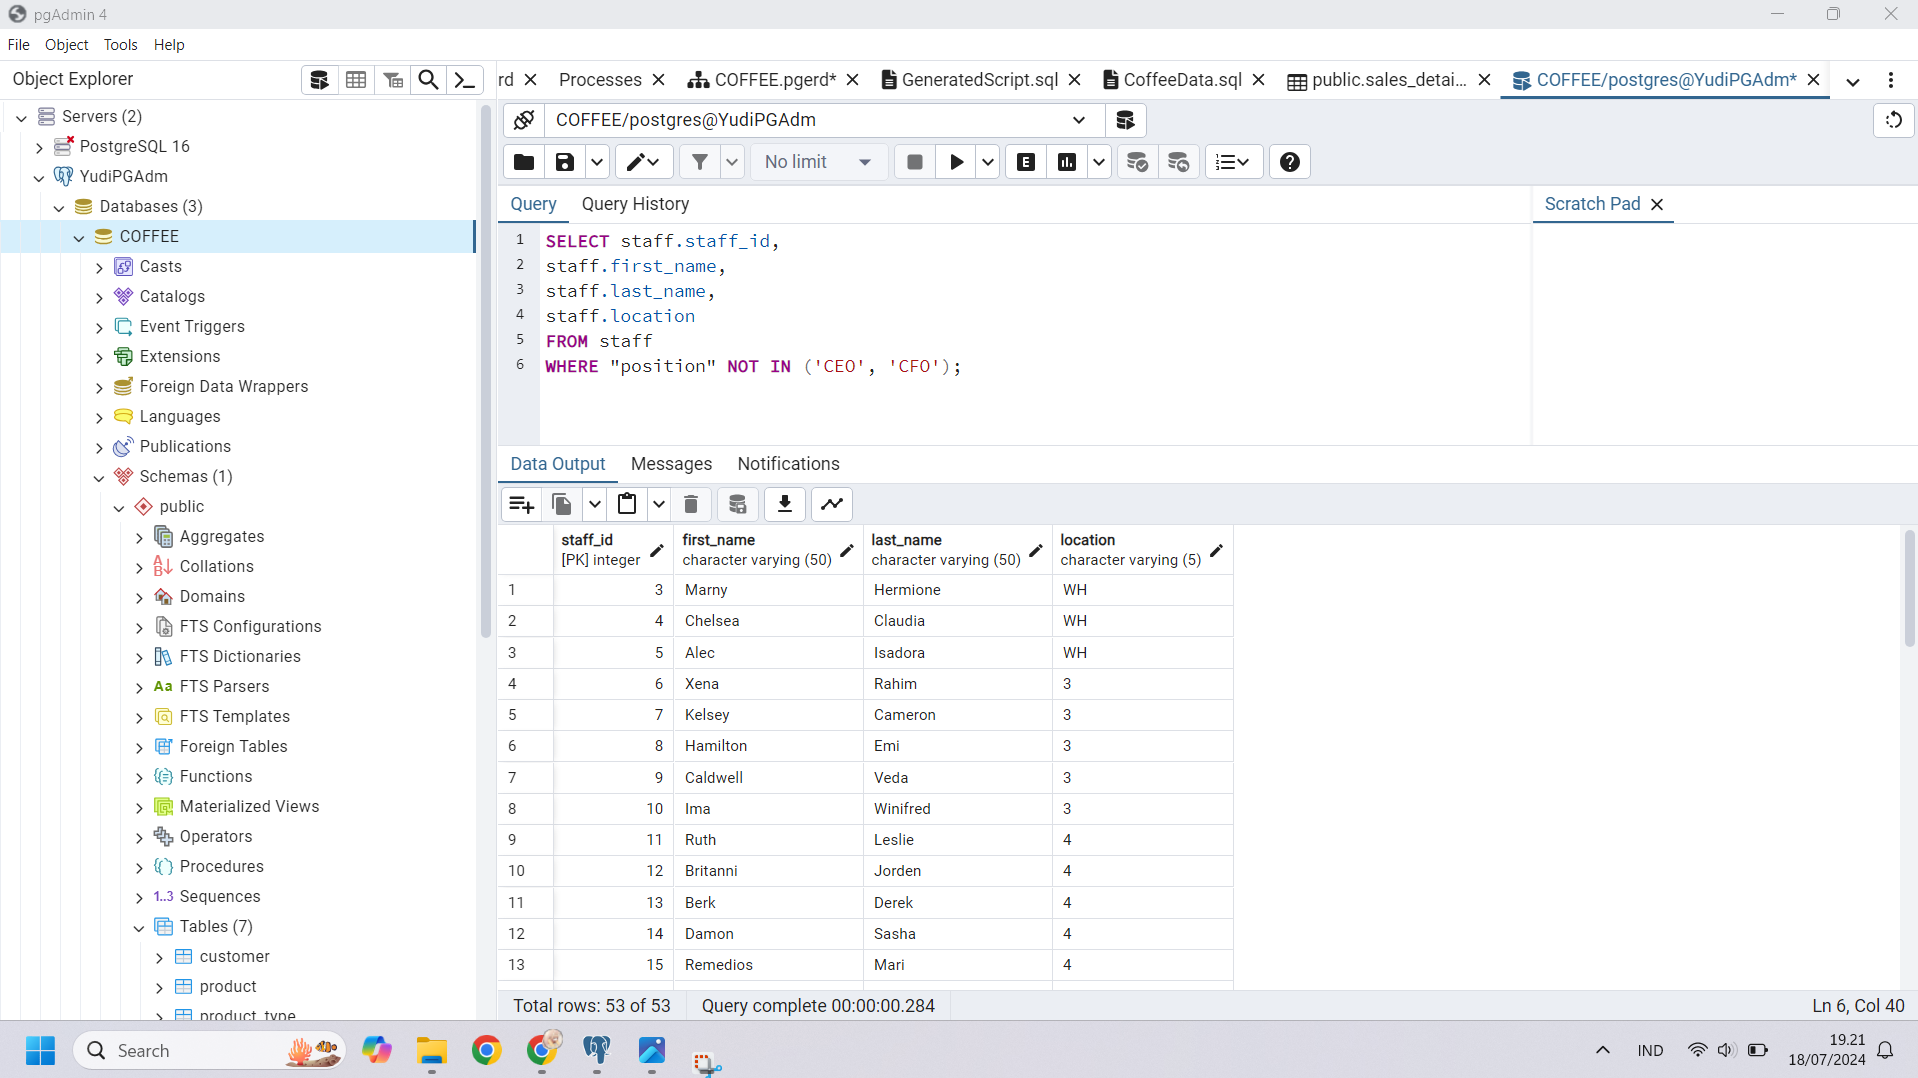 pgAdmin 4
File Object Tools Help
Object Explorer
rd Processes COFFEE.pgerd* GeneratedScript.sql CoffeeData.sql public.sales_detai... COFFEE/postgres@YudiPGAdm*
Servers (2)
PostgreSQL 16
YudiPGAdm
Databases (3)
COFFEE
Casts
Catalogs
Event Triggers
Extensions
Foreign Data Wrappers
Languages
Publications
Schemas (1)
public
Aggregates
Collations
Domains
FTS Configurations
FTS Dictionaries
Aa FTS Parsers
FTS Templates
Foreign Tables
Functions
Materialized Views
Operators
Procedures
1..3 Sequences
Tables (7)
customer
product
product_type
COFFEE/postgres@YudiPGAdm
No limit E
Query Query History Scratch Pad
1 SELECT staff.staff_id,
2 staff.first_name,
3 staff.last_name,
4 staff.location
5 FROM staff
6 WHERE "position" NOT IN ('CEO', 'CFO');
Data Output Messages Notifications
staff_id first_name last_name location
[PK] integer character varying (50) character varying (50) character varying (5)
1 3 Marny Hermione WH
2 4 Chelsea Claudia WH
3 5 Alec Isadora WH
4 6 Xena Rahim 3
5 7 Kelsey Cameron 3
6 8 Hamilton Emi 3
7 9 Caldwell Veda 3
8 10 Ima Winifred 3
9 11 Ruth Leslie 4
10 12 Britanni Jorden 4
11 13 Berk Derek 4
12 14 Damon Sasha 4
13 15 Remedios Mari 4
Total rows: 53 of 53 Query complete 00:00:00.284 Ln 6, Col 40
Search IND 19.21
18/07/2024